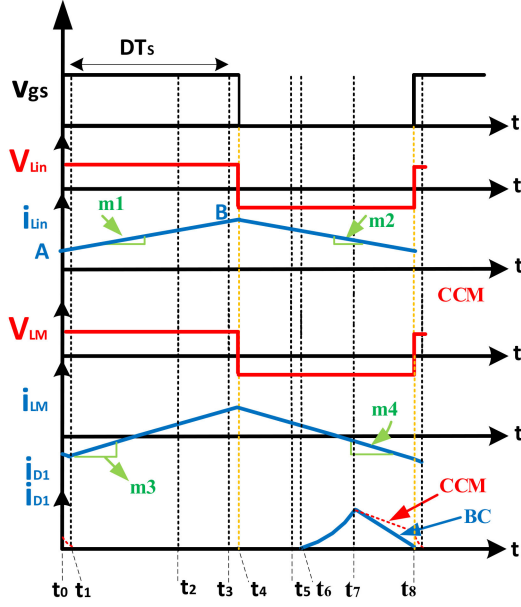 DTs
vgs
t
VLin
t
iLin
m1
B
m2
A
t
CCM
VLM
t
iLM
m4
t
iD1
m3
iD1
CCM
BC
t
t0 t1 t2 t3 t4 t5 t6 t7 t8